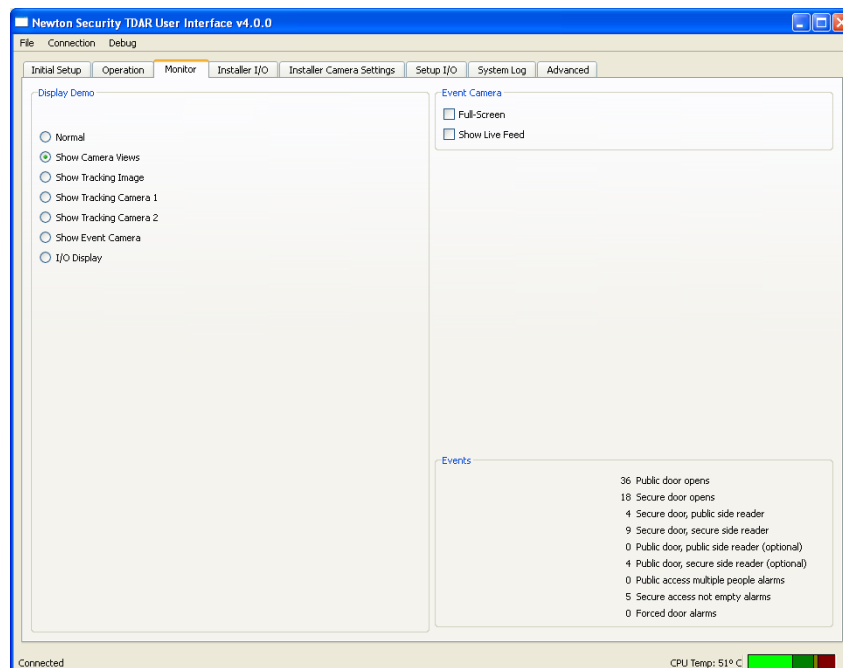 Newton Security TDAR User Interface v4.0.0
File Connection Debug
Initial Setup Operation Monitor Installer I/O Installer Camera Settings Setup I/O System Log Advanced
Display Demo
Normal
Show Camera Views
Show Tracking Image
Show Tracking Camera 1
Show Tracking Camera 2
Show Event Camera
I/O Display
Event Camera
Full-Screen
Show Live Feed
Events
36 Public door opens
18 Secure door opens
4 Secure door, public side reader
9 Secure door, secure side reader
0 Public door, public side reader (optional)
4 Public door, secure side reader (optional)
0 Public access multiple people alarms
5 Secure access not empty alarms
0 Forced door alarms
Connected
CPU Temp: 51° C